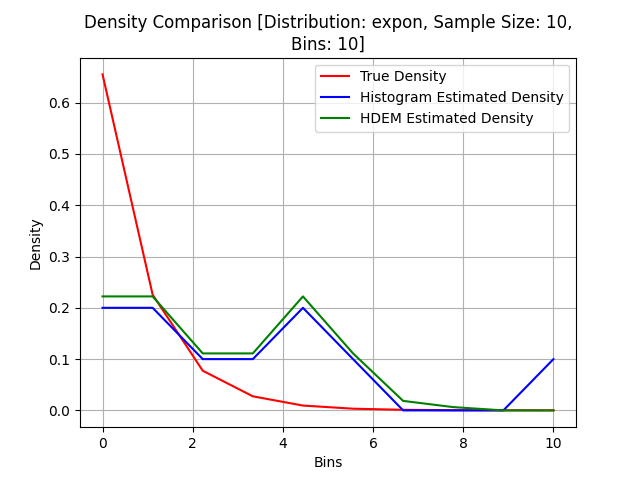 Density Comparison [Distribution: expon, Sample Size: 10,
Bins: 10]
True Density
Histogram Estimated Density
HDEM Estimated Density
Density
0.6
0.5
0.4
0.3
0.2
0.1
0.0
0 2 4 6 8 10
Bins